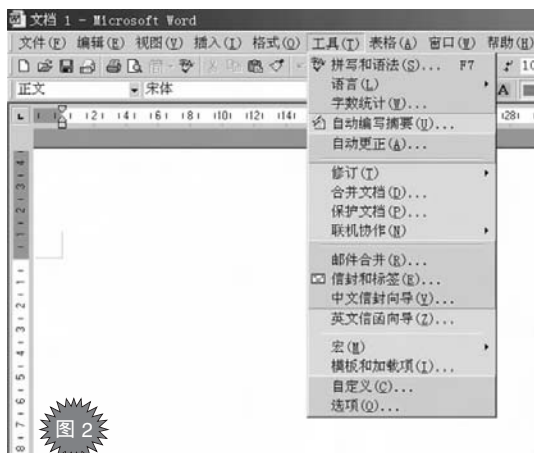 文档 1 - Microsoft Word
文件(F) 编辑(E) 视图(V) 插入(I) 格式(O) 工具(T) 表格(A) 窗口(W) 帮助(H)
正文 宋体 A
拼写和语法(S)... F7
语言(L)
字数统计(W)...
自动编写摘要(U)...
自动更正(A)...
修订(T)
合并文档(D)...
保护文档(P)...
联机协作(N)
邮件合并(R)...
信封和标签(E)...
中文信封向导(V)...
英文信函向导(Z)...
宏(M)
模板和加载项(I)...
自定义(C)...
选项(O)...
图 2